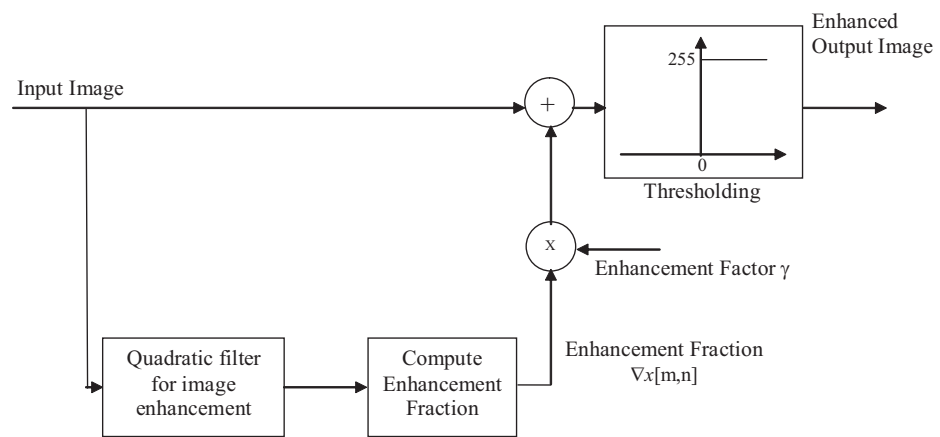 Enhanced
Output Image
Input Image
255
+
0
Thresholding
x
Enhancement Factor γ
Quadratic filter
for image
enhancement
Compute
Enhancement
Fraction
Enhancement Fraction
∇x[m,n]